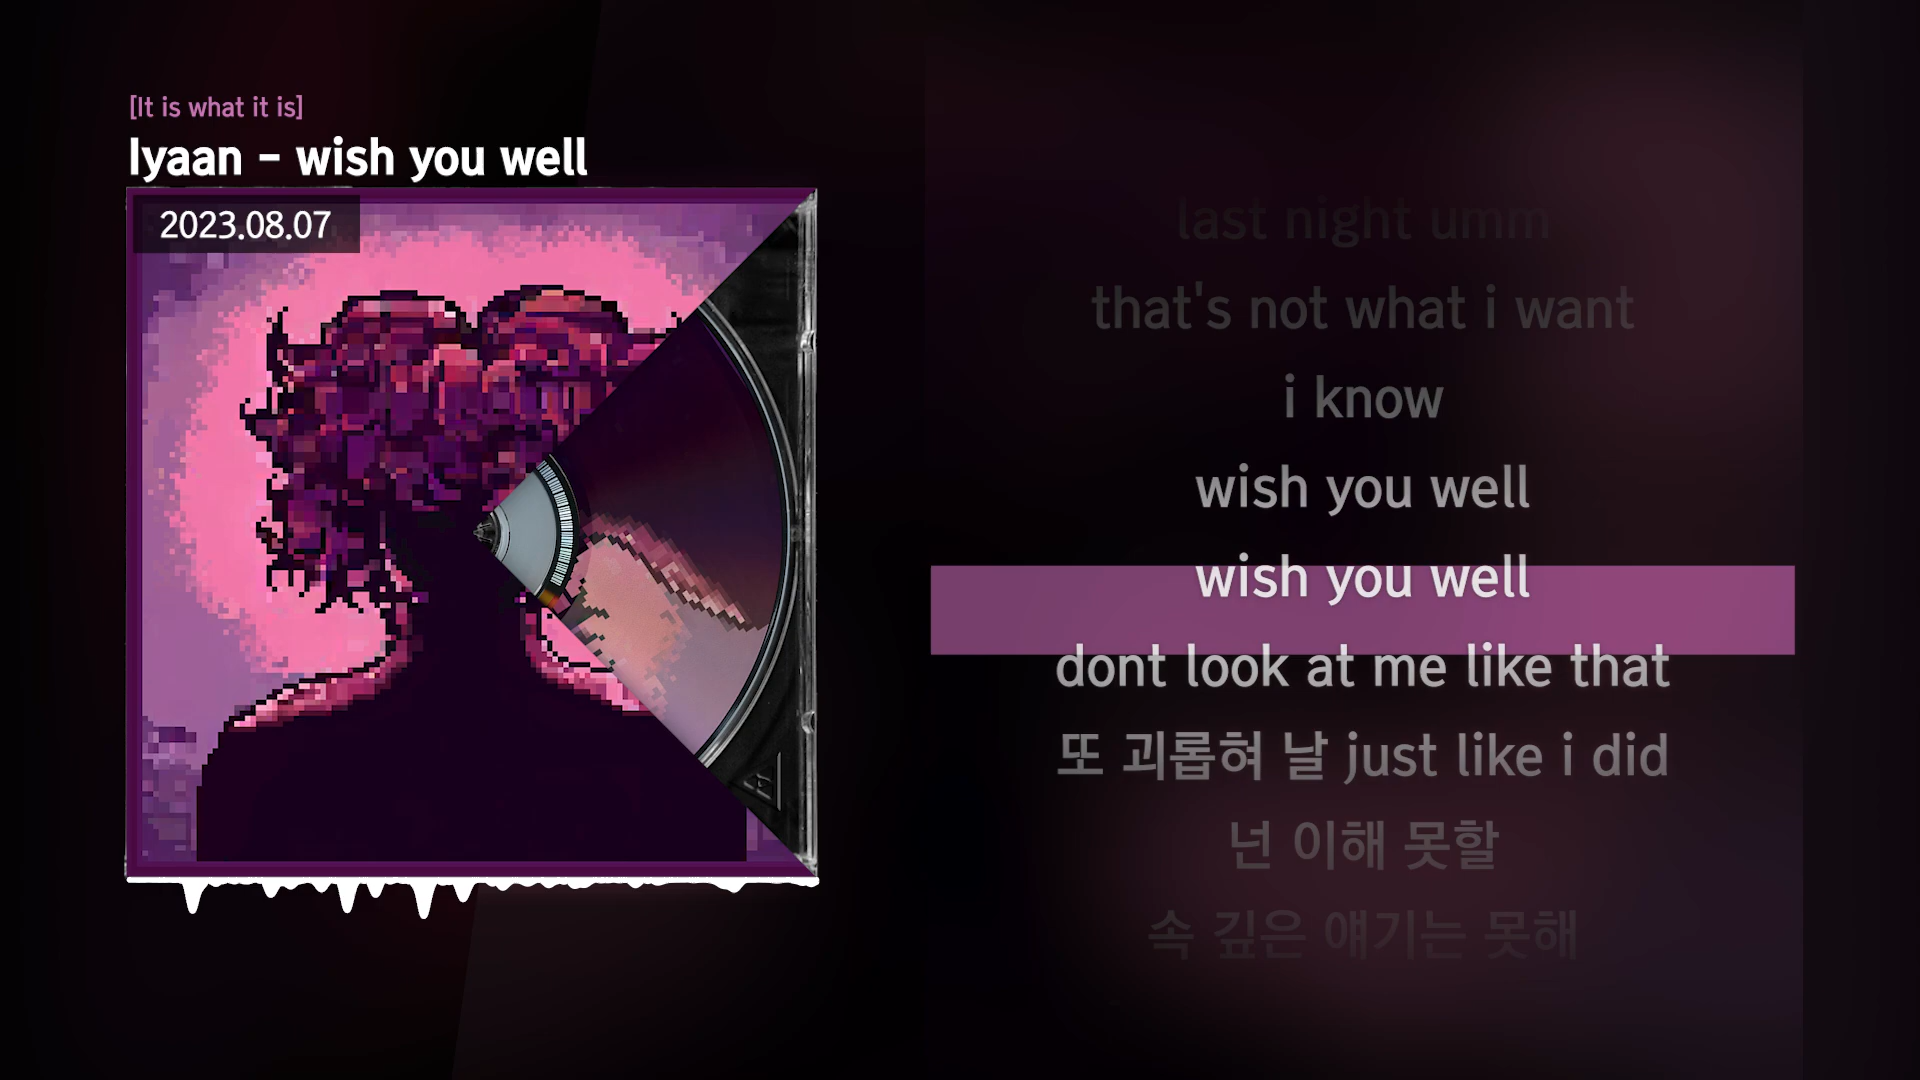 [It is what it is]
Iyaan - wish you well
2023.08.07
last night umm
that's not what i want
i know
wish you well
wish you well
dont look at me like that
또 괴롭혀 날 just like i did
넌 이해 못할
속 깊은 얘기는 못해